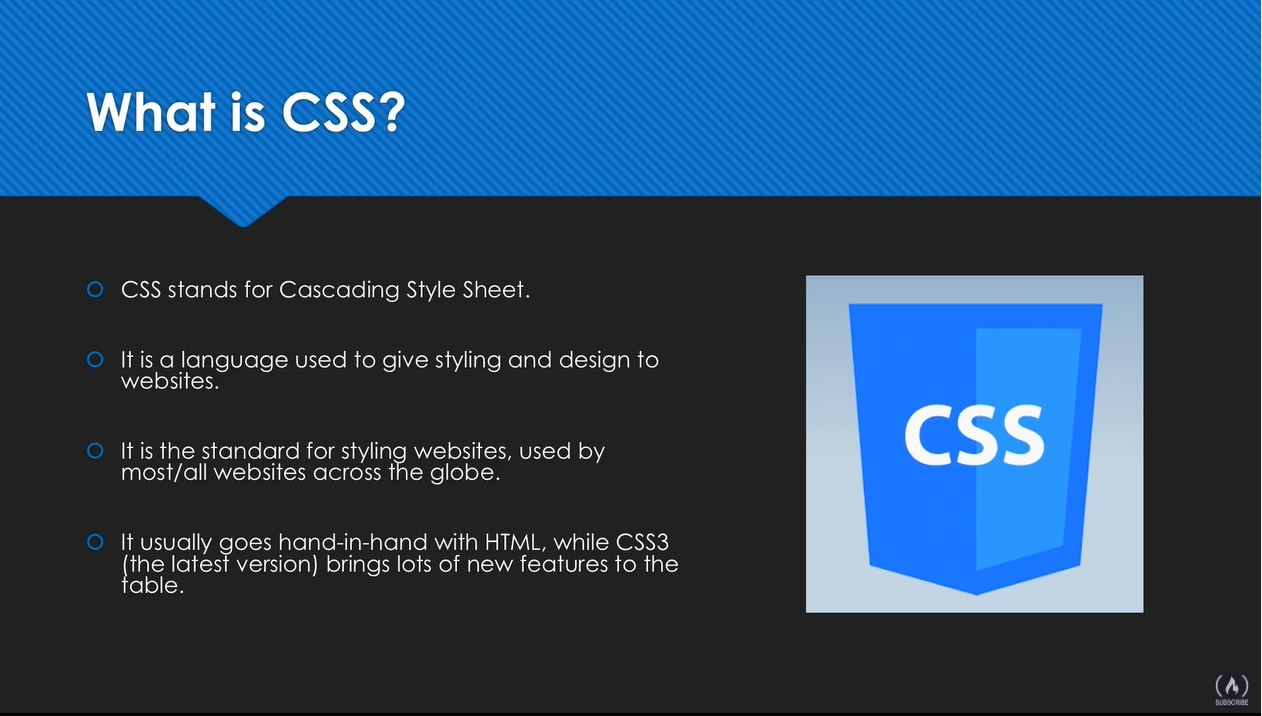 What is CSS?
CSS stands for Cascading Style Sheet.
It is a language used to give styling and design to
websites.
It is the standard for styling websites, used by
most/all websites across the globe.
It usually goes hand-in-hand with HTML, while CSS3
(the latest version) brings lots of new features to the
table.
CSS
SUBSCRIBE